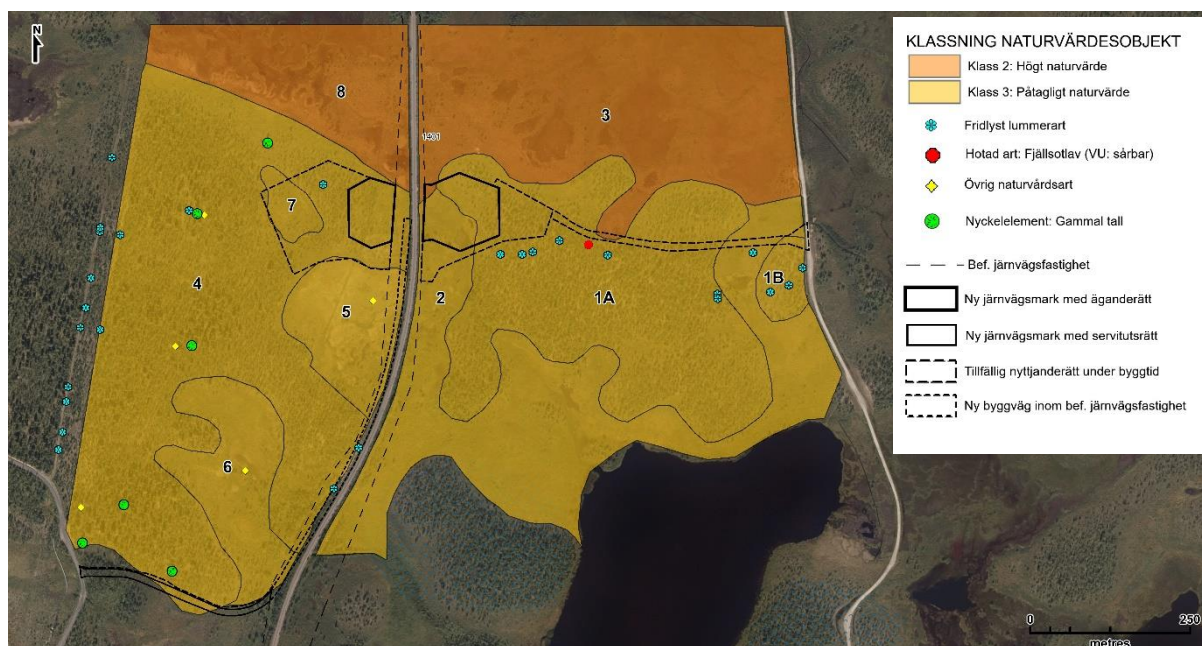 N
8
3
1401
7
4
5
2
1A
1B
6
KLASSNING NATURVÄRDESOBJEKT
Klass 2: Högt naturvärde
Klass 3: Påtagligt naturvärde
Fridlyst lummerart
Hotad art: Fjällsotlav (VU: sårbar)
Övrig naturvårdsart
Nyckelelement: Gammal tall
Bef. järnvägsfastighet
Ny järnvägsmark med äganderätt
Ny järnvägsmark med servitutsrätt
Tillfällig nyttjanderätt under byggtid
Ny byggväg inom bef. järnvägsfastighet
0 250
metres